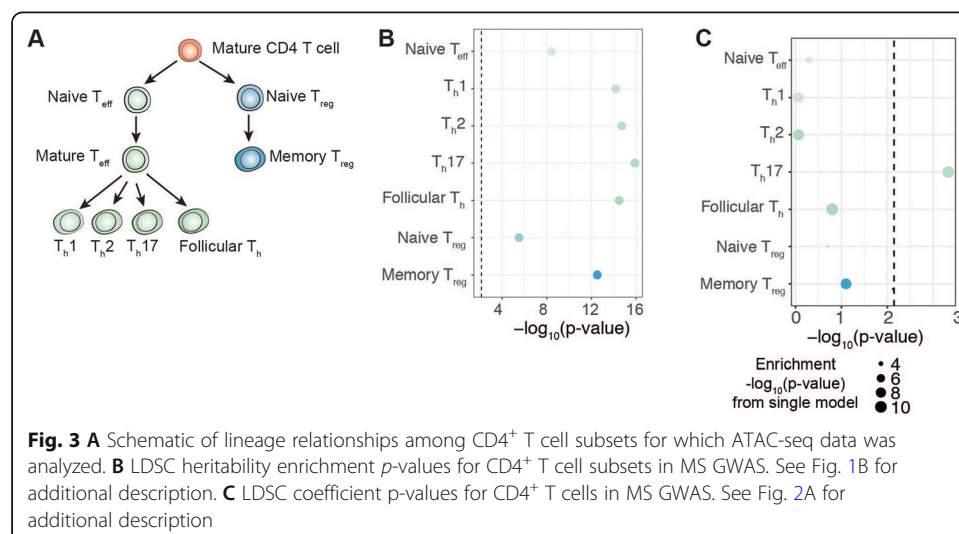 A
Mature CD4 T cell
Naive Teff
Naive Treg
Mature Teff
Memory Treg
Th1
Th2
Th17
Follicular Th
B
Naive Teff
Th1
Th2
Th17
Follicular Th
Naive Treg
Memory Treg
4 8 12 16
−log10(p-value)
C
Naive Teff
Th1
Th2
Th17
Follicular Th
Naive Treg
Memory Treg
0 1 2 3
−log10(p-value)
Enrichment
-log10(p-value)
from single model
4
6
8
10
Fig. 3 A Schematic of lineage relationships among CD4+ T cell subsets for which ATAC-seq data was
analyzed. B LDSC heritability enrichment p-values for CD4+ T cell subsets in MS GWAS. See Fig. 1B for
additional description. C LDSC coefficient p-values for CD4+ T cells in MS GWAS. See Fig. 2A for
additional description